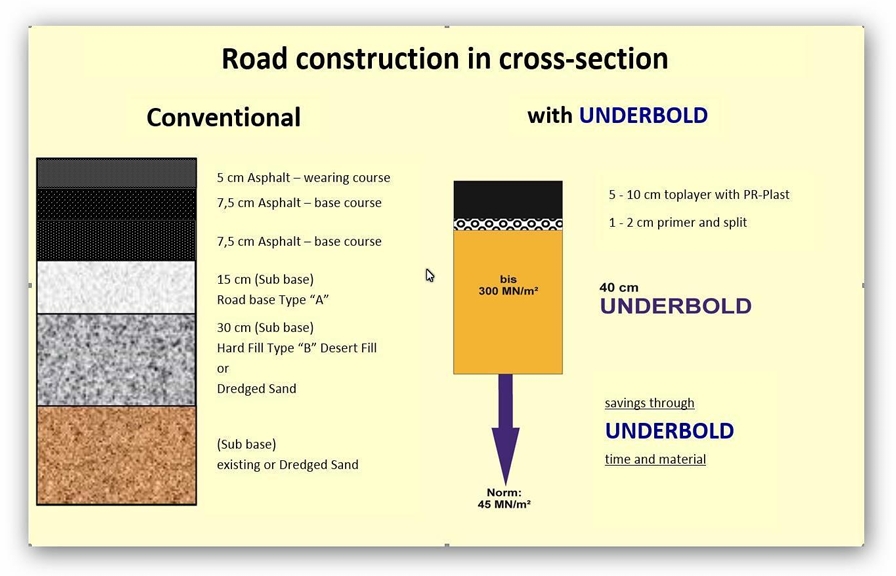 Road construction in cross-section
Conventional
5 cm Asphalt – wearing course
7,5 cm Asphalt – base course
7,5 cm Asphalt – base course
15 cm (Sub base)
Road base Type “A”
30 cm (Sub base)
Hard Fill Type “B” Desert Fill
or
Dredged Sand
(Sub base)
existing or Dredged Sand
with UNDERBOLD
5 - 10 cm toplayer with PR-Plast
1 - 2 cm primer and split
bis
300 MN/m²
40 cm
UNDERBOLD
savings through
UNDERBOLD
time and material
Norm:
45 MN/m²